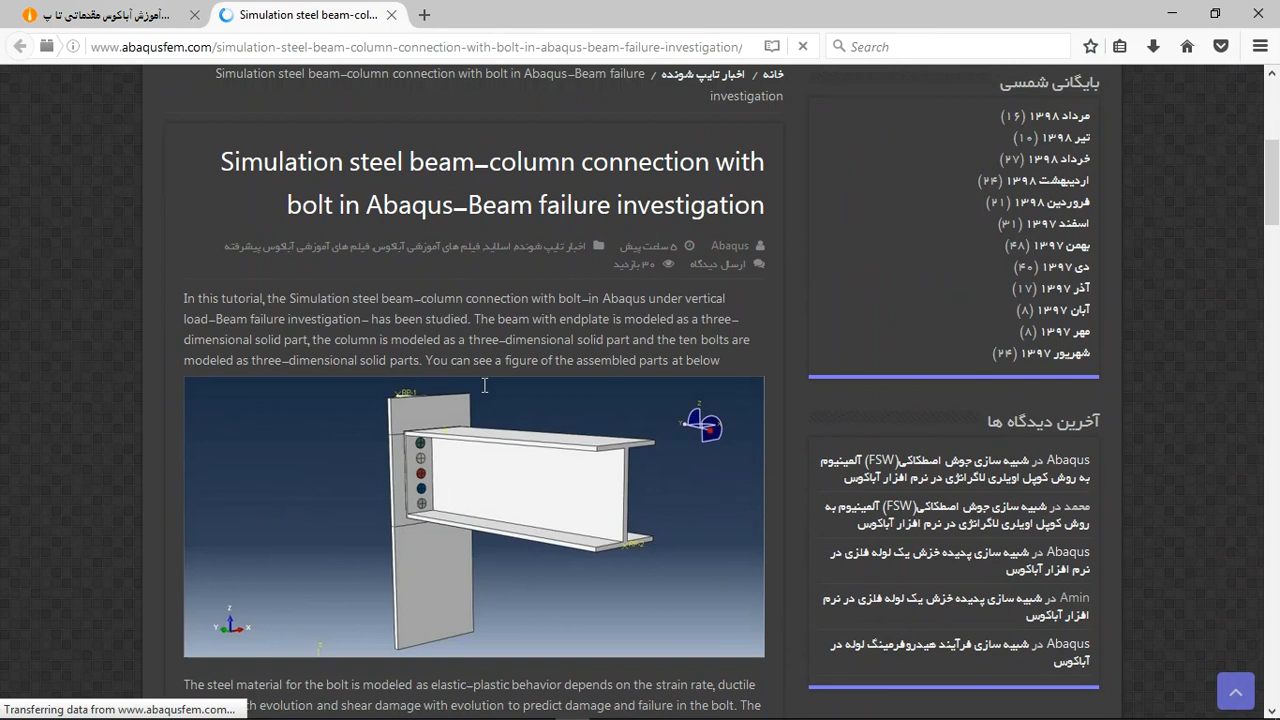 آموزش آباکوس مقدماتی تا پ...
Simulation steel beam-col...
www.abaqusfem.com/simulation-steel-beam-column-connection-with-bolt-in-abaqus-beam-failure-investigation/
Search
خانه / اخبار تایپ شونده / Simulation steel beam–column connection with bolt in Abaqus–Beam failure
investigation
Simulation steel beam–column connection with
bolt in Abaqus–Beam failure investigation
Abaqus ۵ ساعت پیش اخبار تایپ شونده, اسلاید, فیلم های آموزشی آباکوس, فیلم های آموزشی آباکوس پیشرفته
ارسال دیدگاه ۳۰ بازدید
In this tutorial, the Simulation steel beam–column connection with bolt–in Abaqus under vertical
load–Beam failure investigation– has been studied. The beam with endplate is modeled as a three–
dimensional solid part, the column is modeled as a three–dimensional solid part and the ten bolts are
modeled as three–dimensional solid parts. You can see a figure of the assembled parts at below
RP-1
Z
Y
Z
Y X
Z
The steel material for the bolt is modeled as elastic–plastic behavior depends on the strain rate, ductile
th evolution and shear damage with evolution to predict damage and failure in the bolt. The
بایگانی شمسی
مرداد ۱۳۹۸ (۱۶)
تیر ۱۳۹۸ (۱۰)
خرداد ۱۳۹۸ (۲۷)
اردیبهشت ۱۳۹۸ (۲۴)
فروردین ۱۳۹۸ (۲۱)
اسفند ۱۳۹۷ (۳۱)
بهمن ۱۳۹۷ (۴۸)
دی ۱۳۹۷ (۴۰)
آذر ۱۳۹۷ (۱۷)
آبان ۱۳۹۷ (۸)
مهر ۱۳۹۷ (۸)
شهریور ۱۳۹۷ (۲۴)
آخرین دیدگاه ها
Abaqus در شبیه سازی جوش اصطکاکی(FSW) آلمینیوم
به روش کوپل اویلری لاگرانژی در نرم افزار آباکوس
محمد در شبیه سازی جوش اصطکاکی(FSW) آلمینیوم به
روش کوپل اویلری لاگرانژی در نرم افزار آباکوس
Abaqus در شبیه سازی پدیده خزش یک لوله فلزی در
نرم افزار آباکوس
Amin در شبیه سازی پدیده خزش یک لوله فلزی در نرم
افزار آباکوس
Abaqus در شبیه سازی فرآیند هیدروفرمینگ لوله در
آباکوس
Transferring data from www.abaqusfem.com...